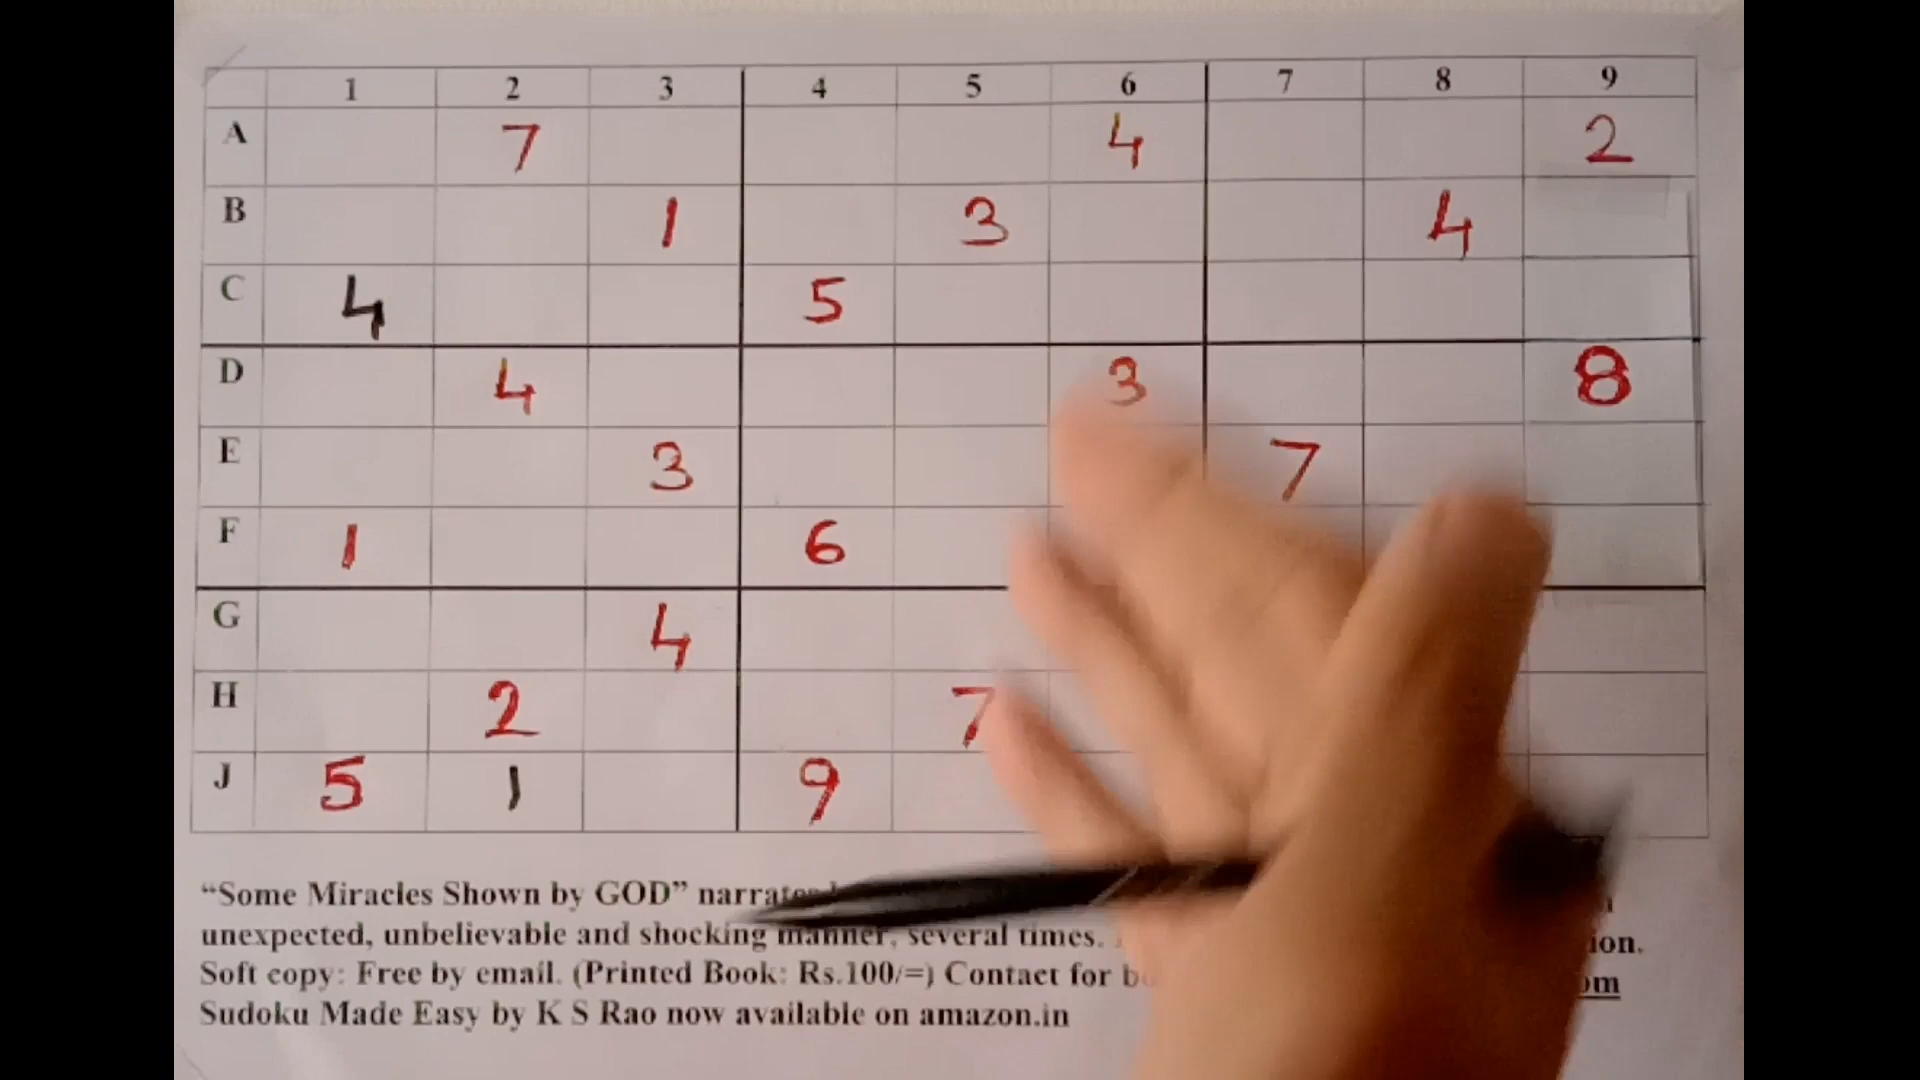 1 2 3 4 5 6 7 8 9
A 7 4 2
B 1 3 4
C 4 5
D 4 3 8
E 3 7
F 1 6
G 4
H 2 7
J 5 1 9
“Some Miracles Shown by GOD”
unexpected, unbelievable and shocking manner, several times.
Soft copy: Free by email. (Printed Book: Rs.100/=) Contact for
Sudoku Made Easy by K S Rao now available on amazon.in